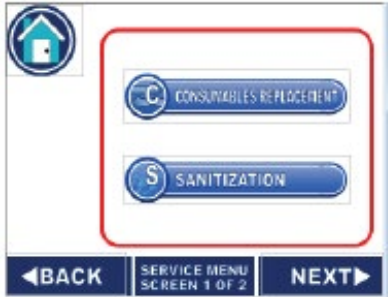 C CONSUMABLES REPLACEMENT
S SANITIZATION
◀BACK
SERVICE MENU
SCREEN 1 OF 2
NEXT▶